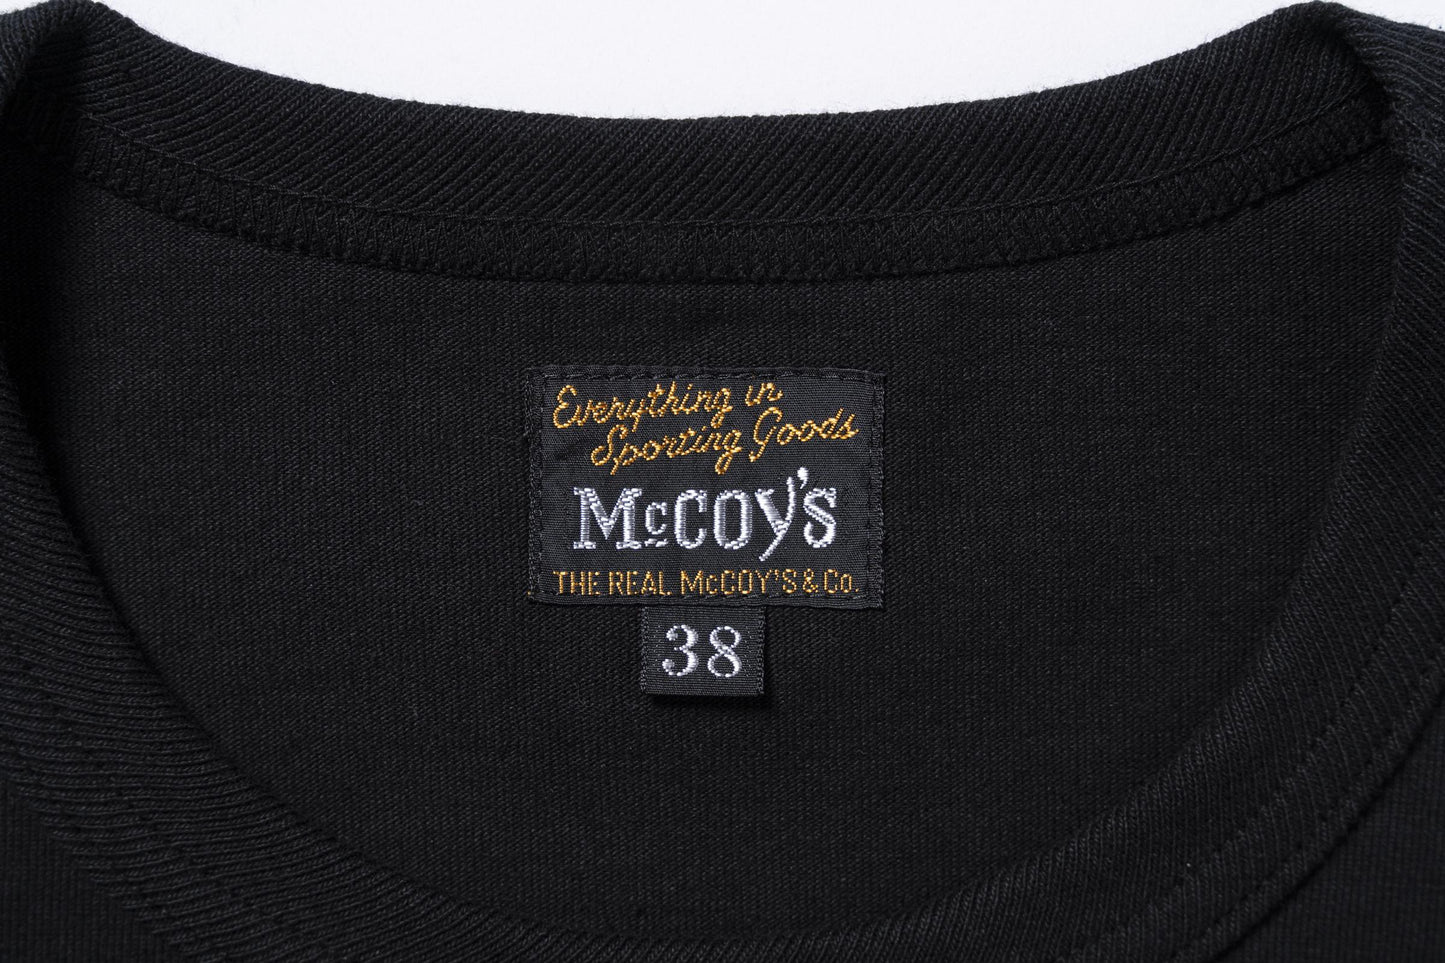 Everything in
Sporting Goods
McCOY'S
THE REAL McCOY'S & Co.
38